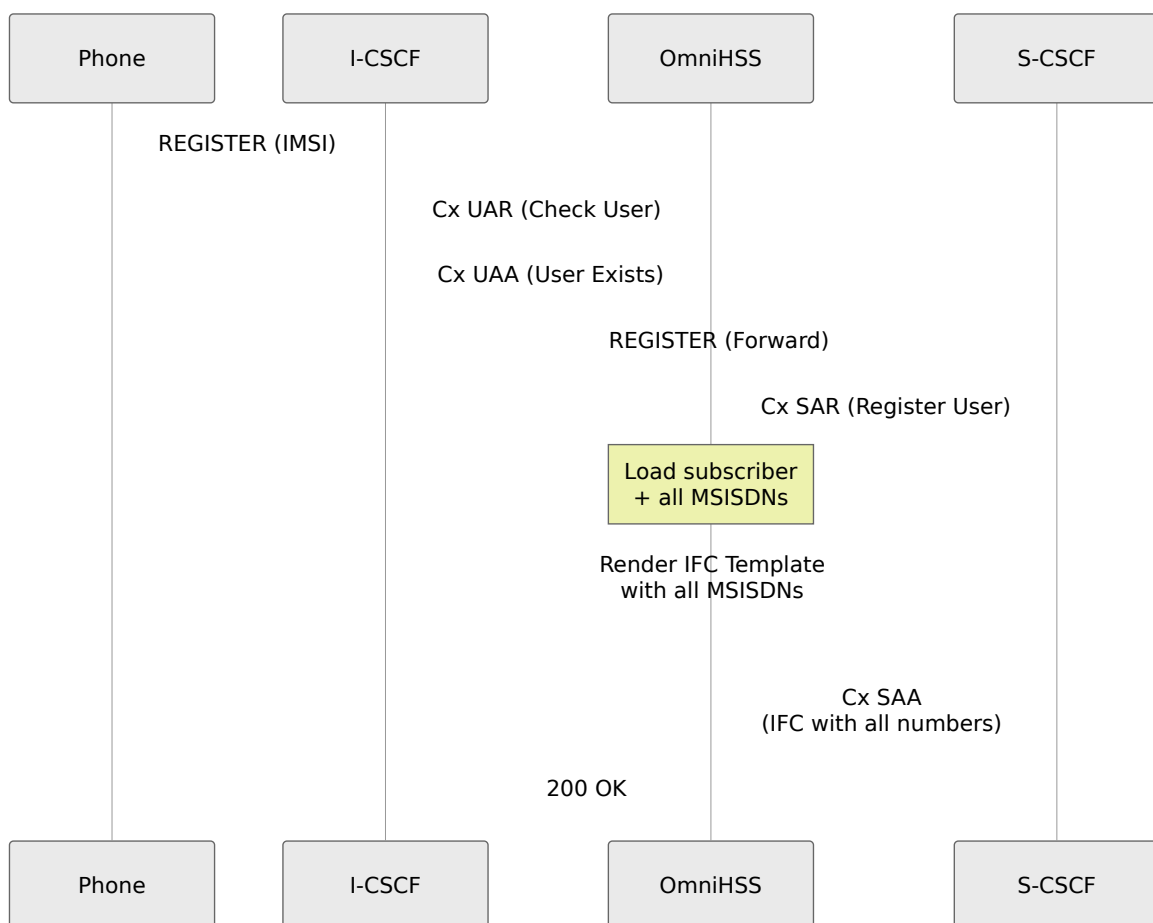 Phone
I-CSCF
OmniHSS
S-CSCF
REGISTER (IMSI)
Cx UAR (Check User)
Cx UAA (User Exists)
REGISTER (Forward)
Cx SAR (Register User)
Load subscriber
+ all MSISDNs
Render IFC Template
with all MSISDNs
Cx SAA
(IFC with all numbers)
200 OK
Phone
I-CSCF
OmniHSS
S-CSCF